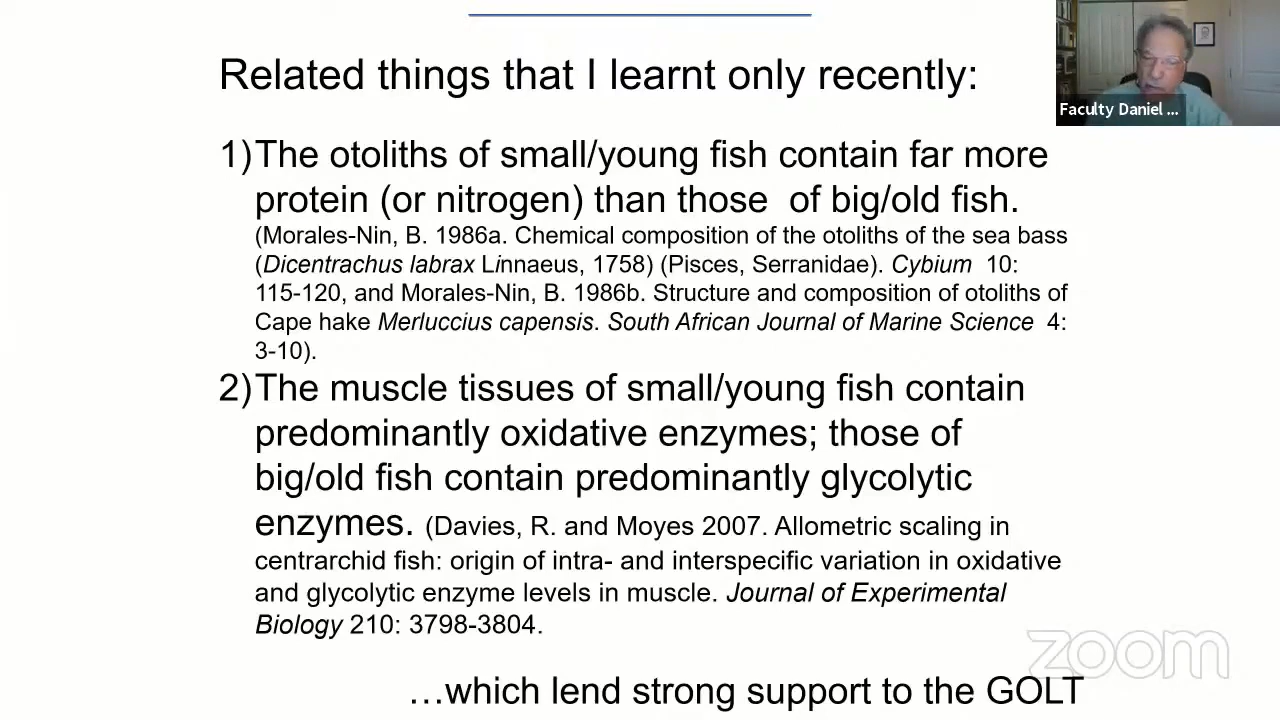 Related things that I learnt only recently:
Faculty Daniel ...
1)The otoliths of small/young fish contain far more
protein (or nitrogen) than those of big/old fish.
(Morales-Nin, B. 1986a. Chemical composition of the otoliths of the sea bass
(Dicentrachus labrax Linnaeus, 1758) (Pisces, Serranidae). Cybium 10:
115-120, and Morales-Nin, B. 1986b. Structure and composition of otoliths of
Cape hake Merluccius capensis. South African Journal of Marine Science 4:
3-10).
2)The muscle tissues of small/young fish contain
predominantly oxidative enzymes; those of
big/old fish contain predominantly glycolytic
enzymes. (Davies, R. and Moyes 2007. Allometric scaling in
centrarchid fish: origin of intra- and interspecific variation in oxidative
and glycolytic enzyme levels in muscle. Journal of Experimental
Biology 210: 3798-3804.
zoom
…which lend strong support to the GOLT